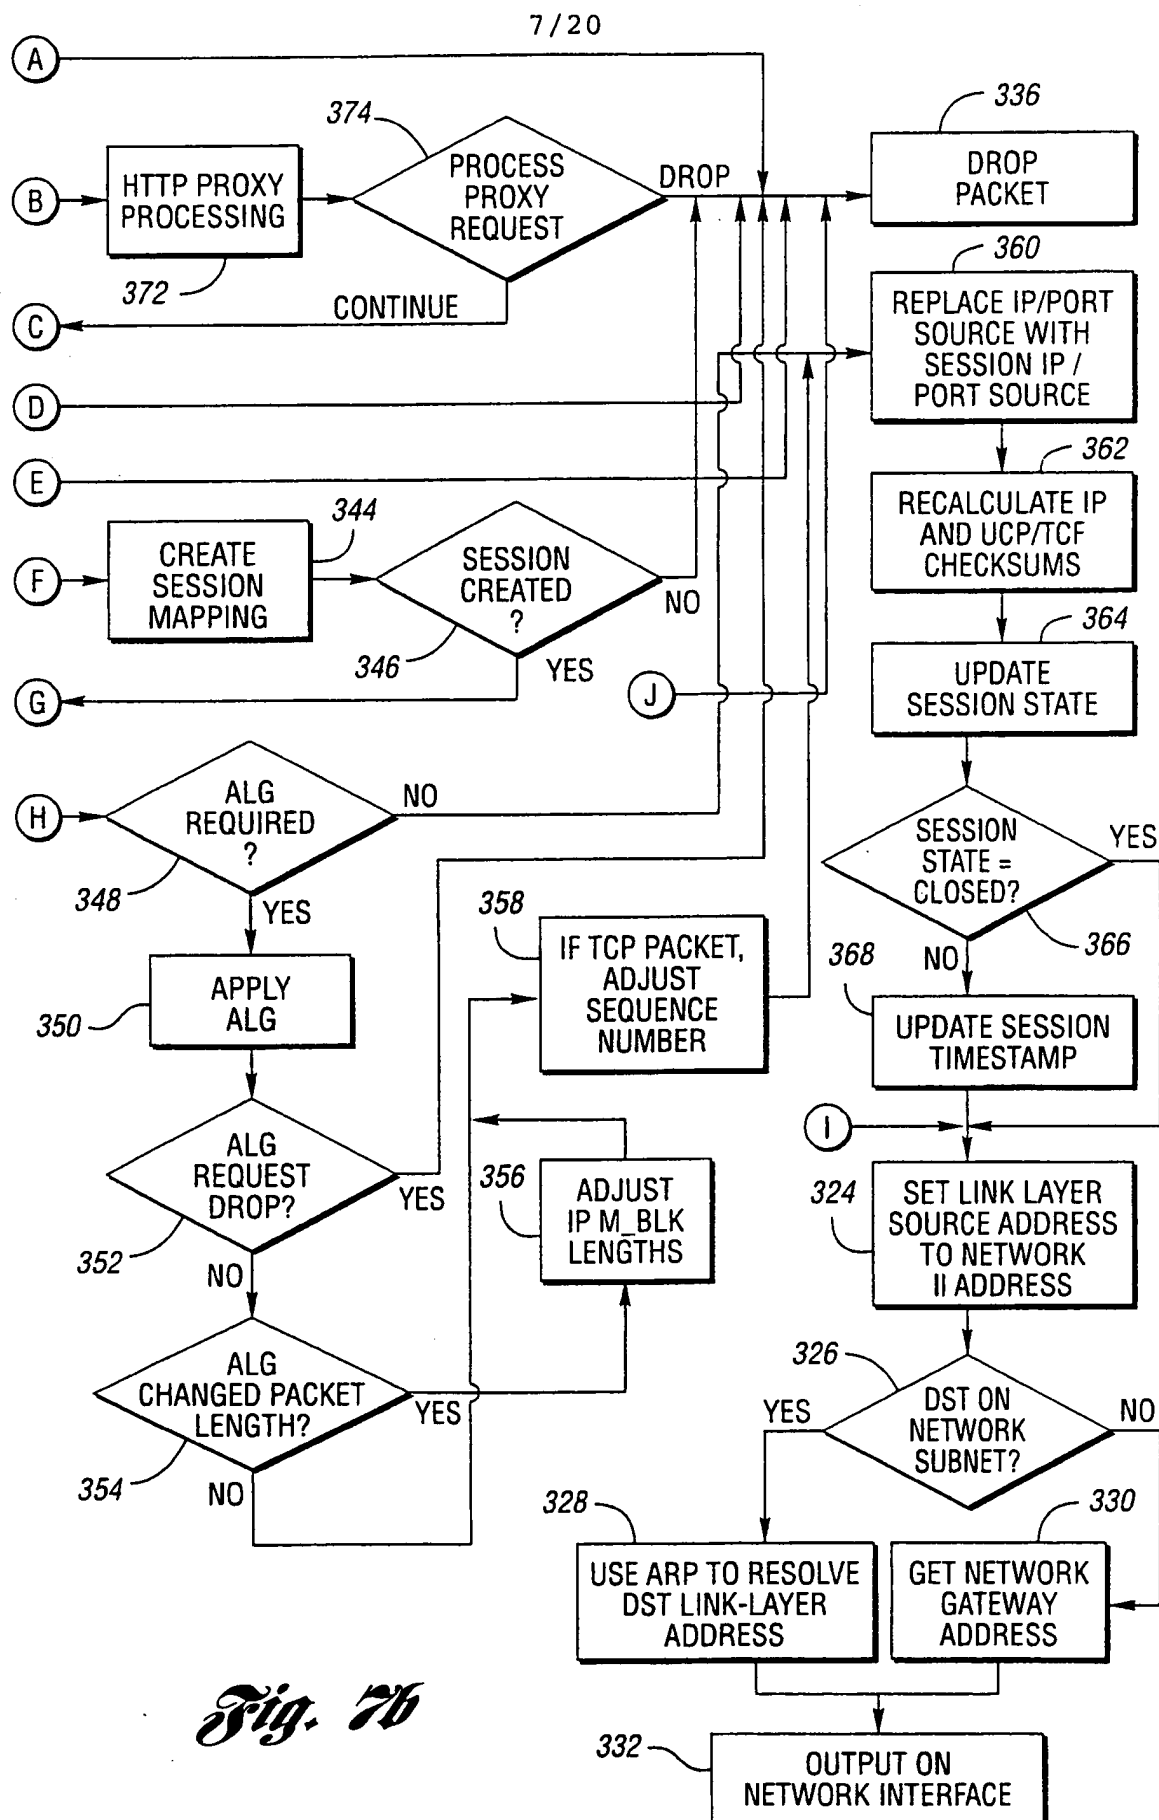 7/20
A
336
374
DROP
PACKET
B
HTTP PROXY
PROCESSING
PROCESS
PROXY
REQUEST
DROP
372
360
C
CONTINUE
REPLACE IP/PORT
SOURCE WITH
SESSION IP /
PORT SOURCE
D
362
E
RECALCULATE IP
AND UCP/TCF
CHECKSUMS
344
F
CREATE
SESSION
MAPPING
SESSION
CREATED
?
NO
364
346
YES
G
J
UPDATE
SESSION STATE
H
ALG
REQUIRED
?
NO
348
YES
SESSION
STATE =
CLOSED?
YES
366
NO
358
IF TCP PACKET,
ADJUST
SEQUENCE
NUMBER
368
350
APPLY
ALG
UPDATE SESSION
TIMESTAMP
I
ALG
REQUEST
DROP?
YES
352
NO
356
ADJUST
IP M_BLK
LENGTHS
324
SET LINK LAYER
SOURCE ADDRESS
TO NETWORK
II ADDRESS
326
ALG
CHANGED PACKET
LENGTH?
YES
354
NO
YES
DST ON
NETWORK
SUBNET?
NO
328
330
USE ARP TO RESOLVE
DST LINK-LAYER
ADDRESS
GET NETWORK
GATEWAY
ADDRESS
Fig. 7b
332
OUTPUT ON
NETWORK INTERFACE